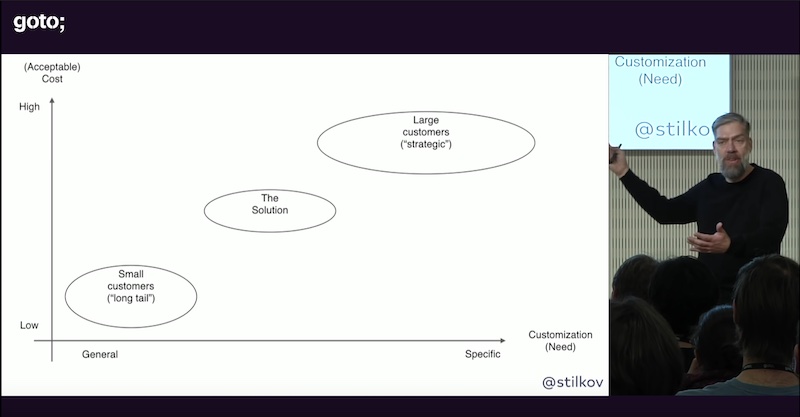 goto;
(Acceptable)
Cost
High
Large
customers
("strategic")
The
Solution
Small
customers
("long tail")
Low
General
Specific
Customization
(Need)
@stilkov
Customization
(Need)
@stilko